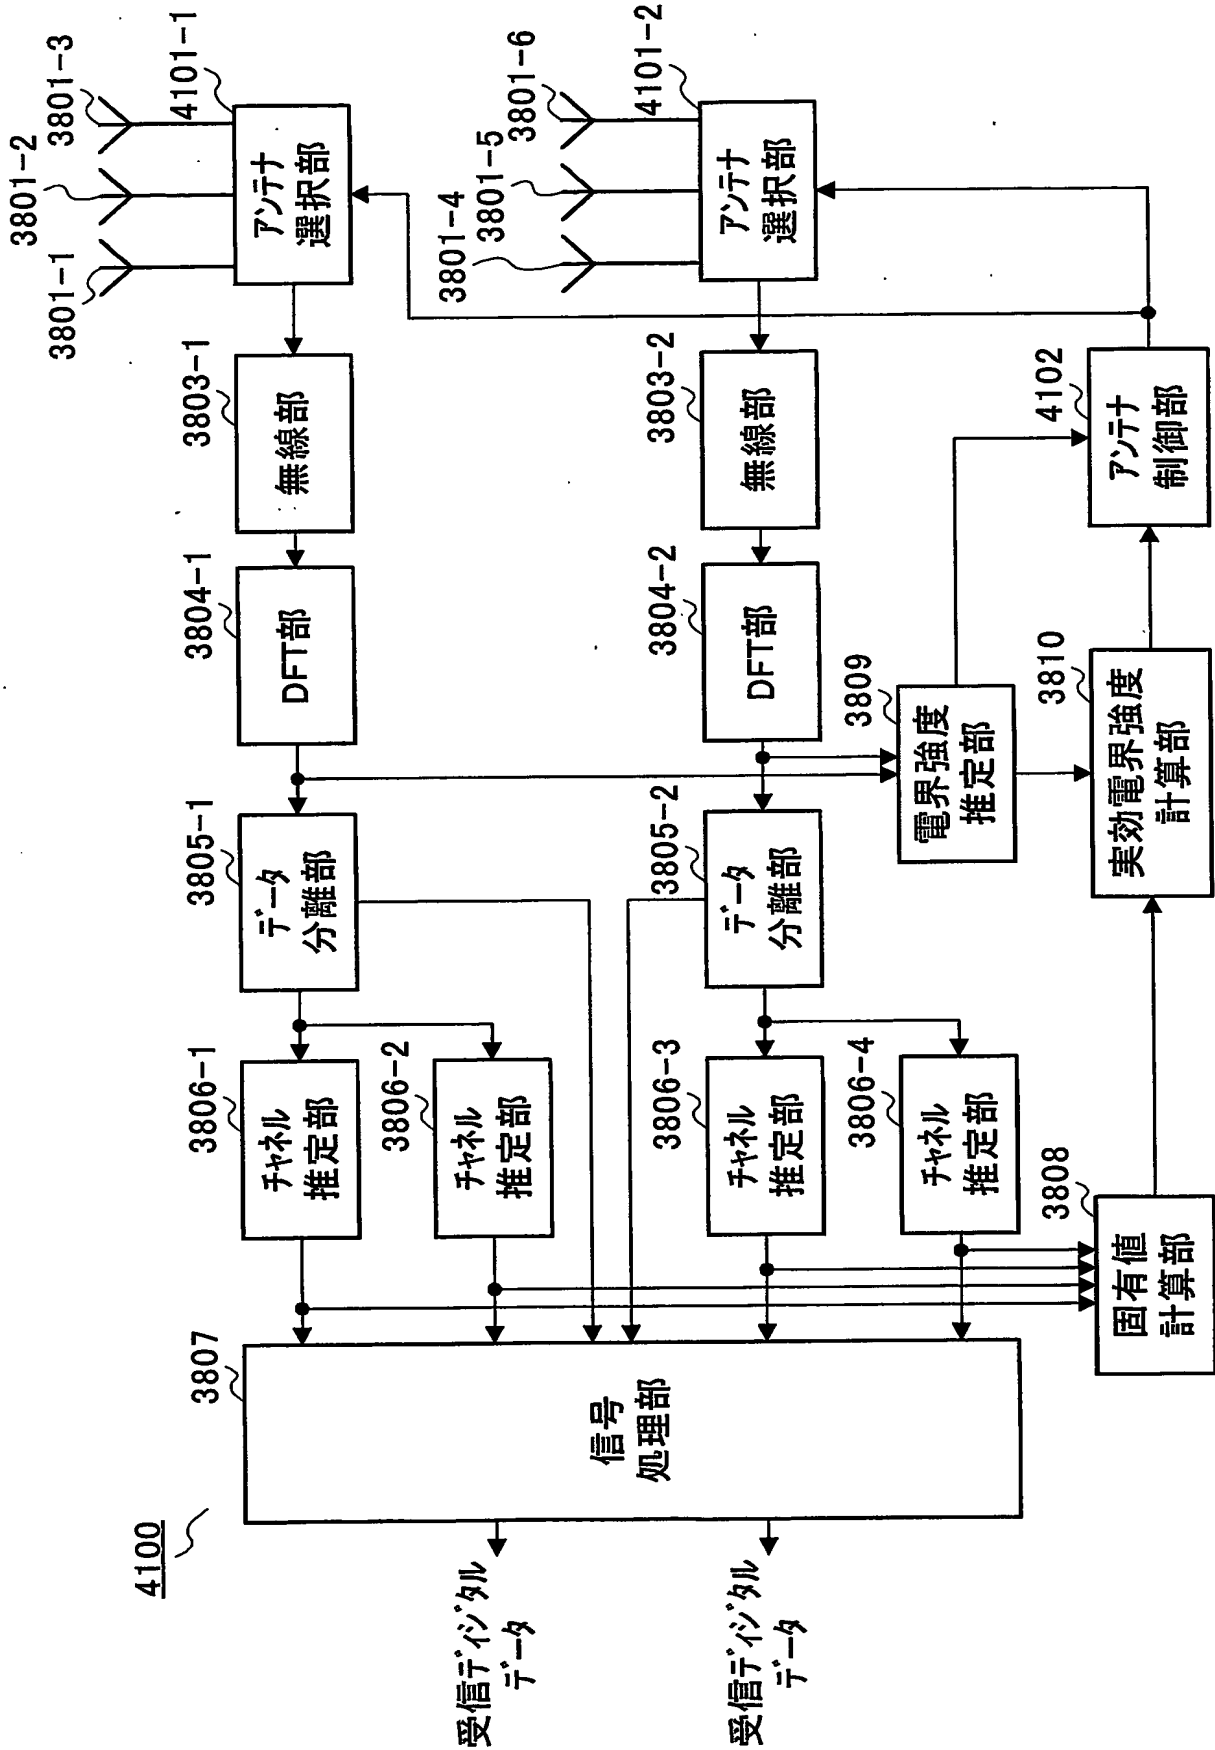 4100
3801-1
3801-2
3801-3
4101-1
アンテナ
選択部
3803-1
無線部
3804-1
DFT部
3805-1
データ
分離部
3806-1
チャネル
推定部
3806-2
チャネル
推定部
3807
信号
処理部
受信ディジタル
データ
受信ディジタル
データ
3801-4
3801-5
3801-6
4101-2
アンテナ
選択部
3803-2
無線部
3804-2
DFT部
3805-2
データ
分離部
3806-3
チャネル
推定部
3806-4
チャネル
推定部
3809
電界強度
推定部
4102
アンテナ
制御部
3810
実効電界強度
計算部
3808
固有値
計算部